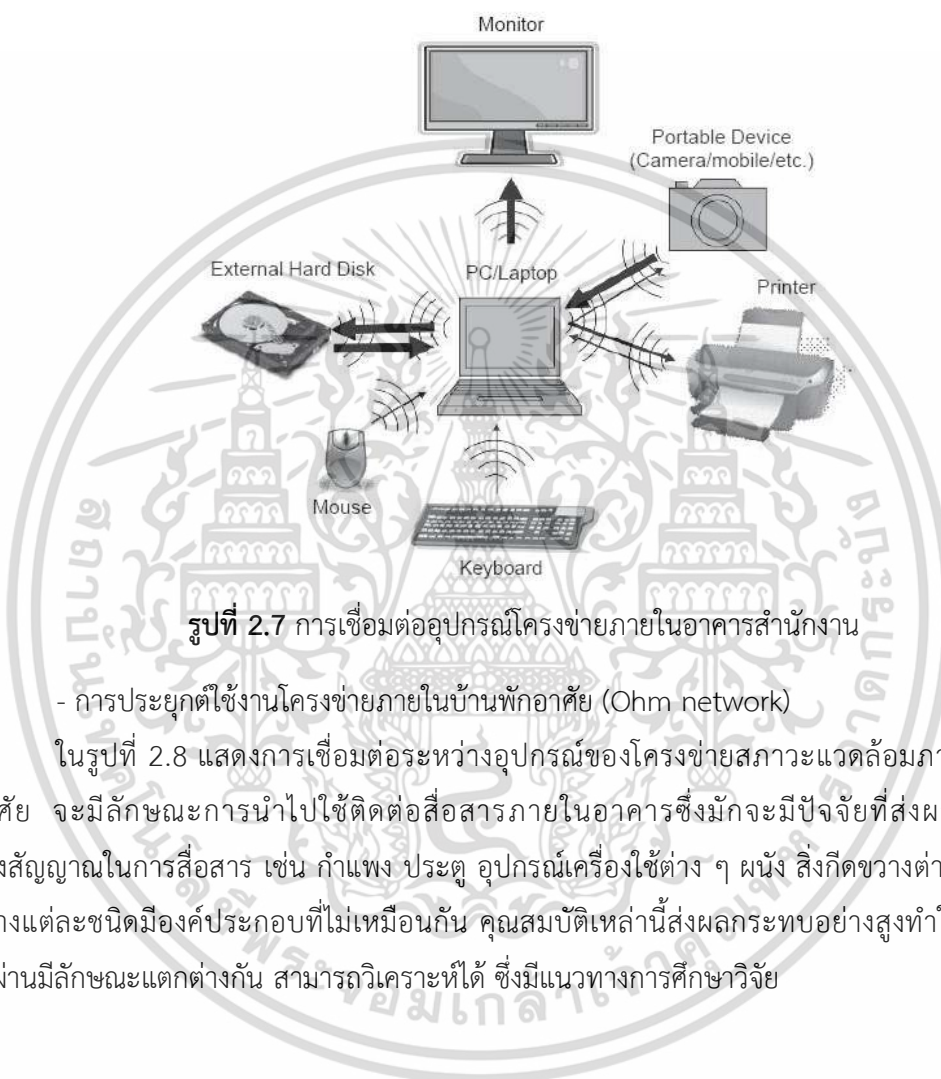 Monitor
Portable Device
(Camera/mobile/etc.)
External Hard Disk
PC/Laptop
Printer
Mouse
Keyboard
รูปที่ 2.7 การเชื่อมต่ออุปกรณ์โครงข่ายภายในอาคารสำนักงาน
- การประยุกต์ใช้งานโครงข่ายภายในบ้านพักอาศัย (Ohm network)
ในรูปที่ 2.8 แสดงการเชื่อมต่อระหว่างอุปกรณ์ของโครงข่ายสภาวะแวดล้อมภา
ศัย จะมีลักษณะการนำไปใช้ติดต่อสื่อสารภายในอาคารซึ่งมักจะมีปัจจัยที่ส่งผ
งสัญญาณในการสื่อสาร เช่น กำแพง ประตู อุปกรณ์เครื่องใช้ต่าง ๆ ผนัง สิ่งกีดขวางต่า
างแต่ละชนิดมีองค์ประกอบที่ไม่เหมือนกัน คุณสมบัติเหล่านี้ส่งผลกระทบอย่างสูงทำใ
ผ่านมีลักษณะแตกต่างกัน สามารถวิเคราะห์ได้ ซึ่งมีแนวทางการศึกษาวิจัย